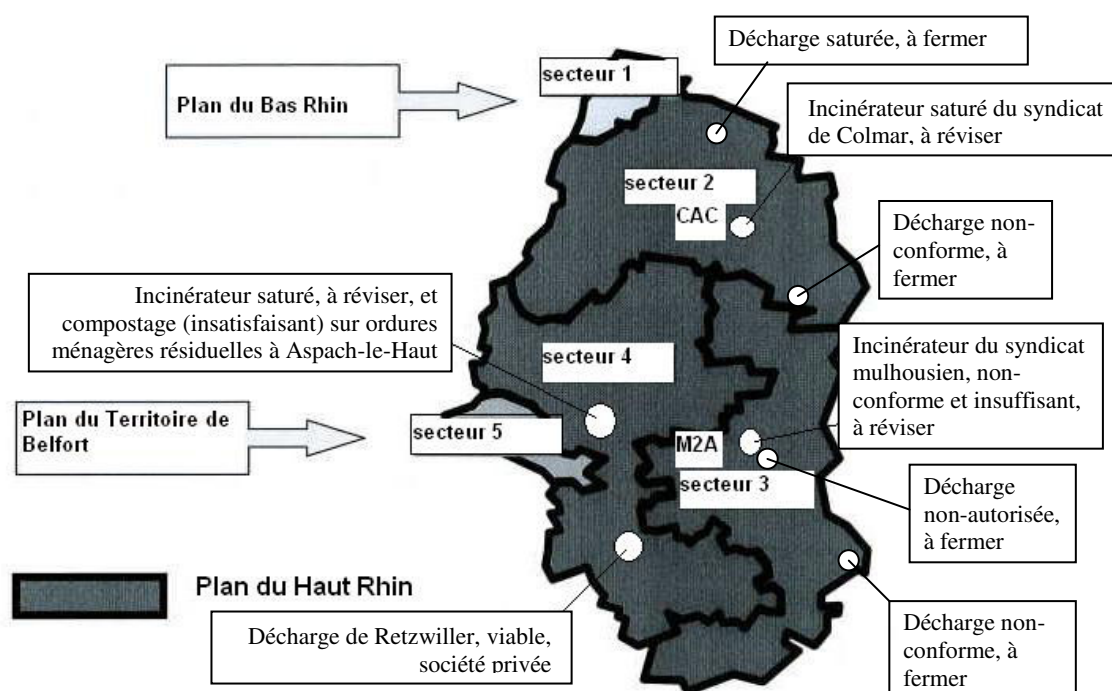 Décharge saturée, à fermer
secteur 1
Plan du Bas Rhin
Incinérateur saturé du syndicat
de Colmar, à réviser
secteur 2
CAC
Décharge non-
conforme, à
fermer
Incinérateur saturé, à réviser, et
compostage (insatisfaisant) sur ordures
ménagères résiduelles à Aspach-le-Haut
secteur 4
Incinérateur du syndicat
mulhousien, non-
conforme et insuffisant,
à réviser
Plan du Territoire de
Belfort
secteur 5
M2A
secteur 3
Décharge
non-autorisée,
à fermer
Plan du Haut Rhin
Décharge de Retzwiller, viable,
société privée
Décharge non-
conforme, à
fermer